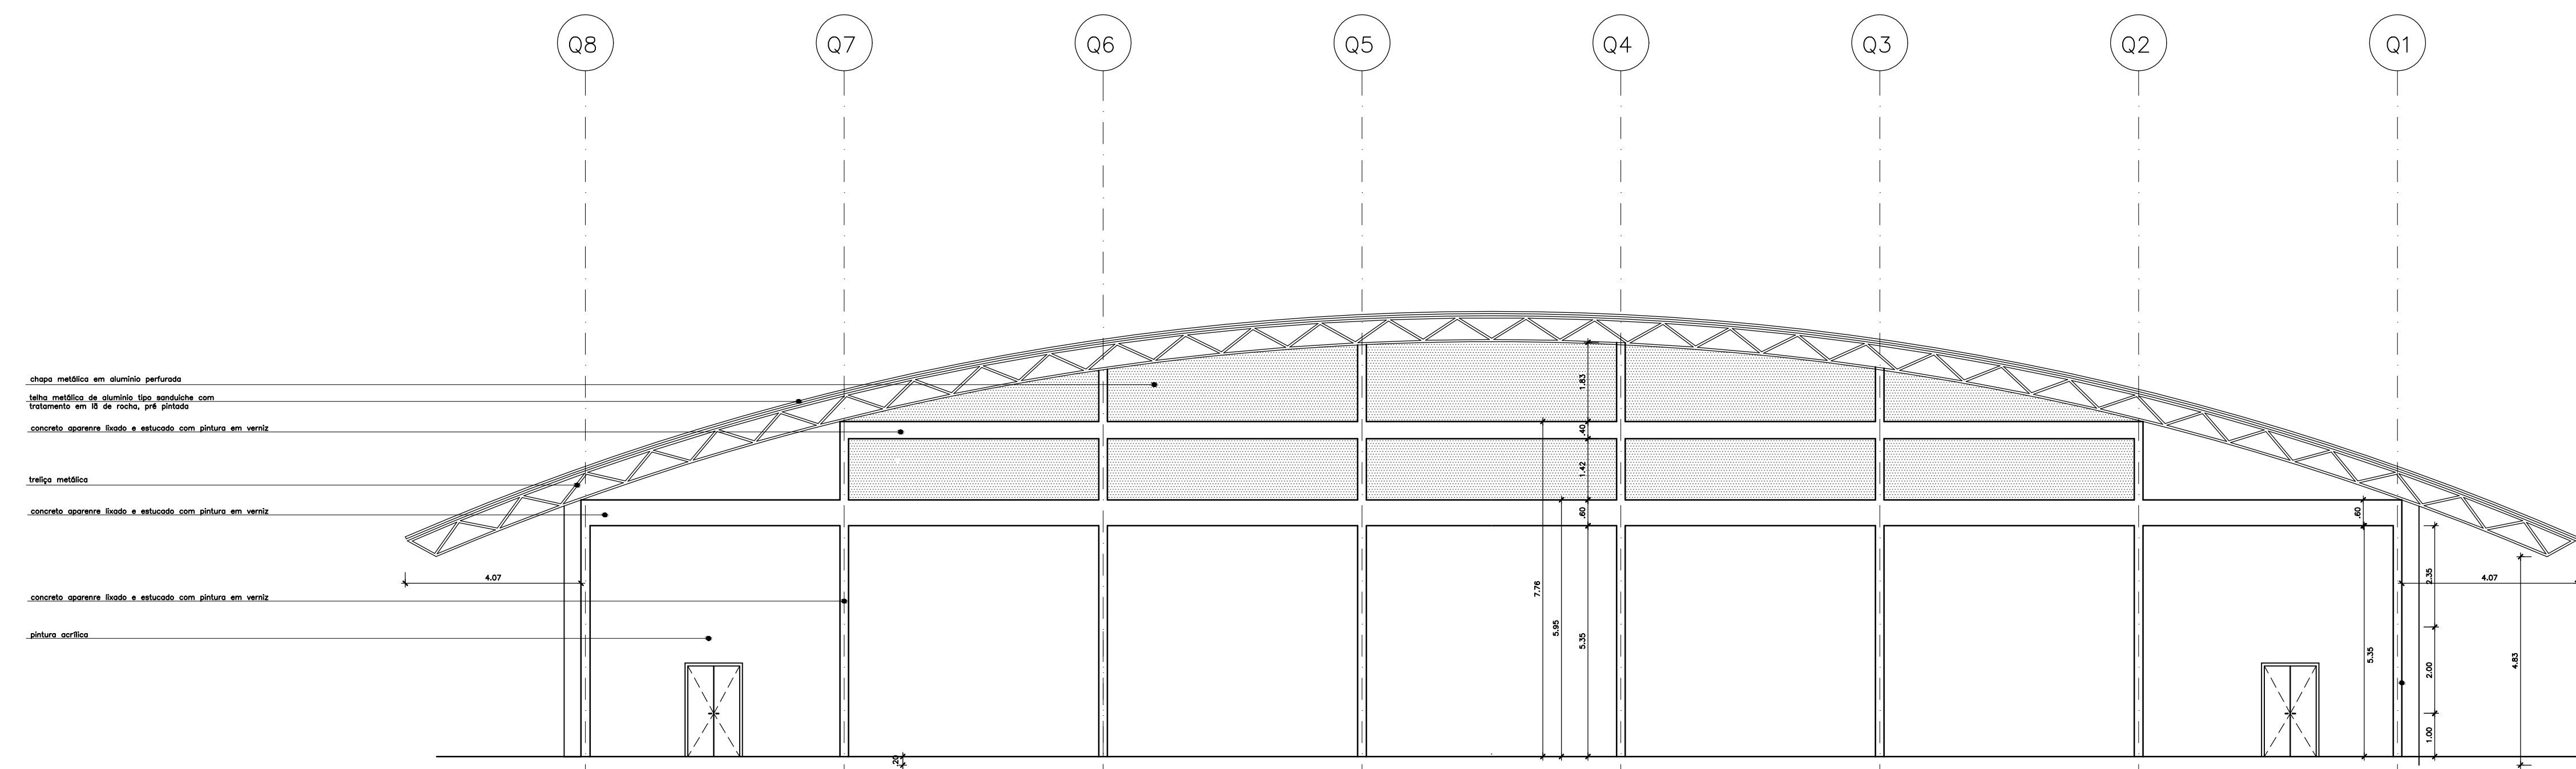 Q8 Q7 Q6 Q5 Q4 Q3 Q2 Q1
chapa metálica em aluminio perfurada
telha metálica de aluminio tipo sanduiche com
tratamento em lã de rocha, pré pintada
concreto aparente lixado e estucado com pintura em verniz
treliça metálica
concreto aparenre lixado e estucado com pintura em verniz
concreto aparenre lixado e estucado com pintura em verniz
pintura acrílica
4.07
.20
7.76
5.95
1.83
.40
1.42
.60
5.35
.60
5.35
2.35
2.00
1.00
4.07
4.83